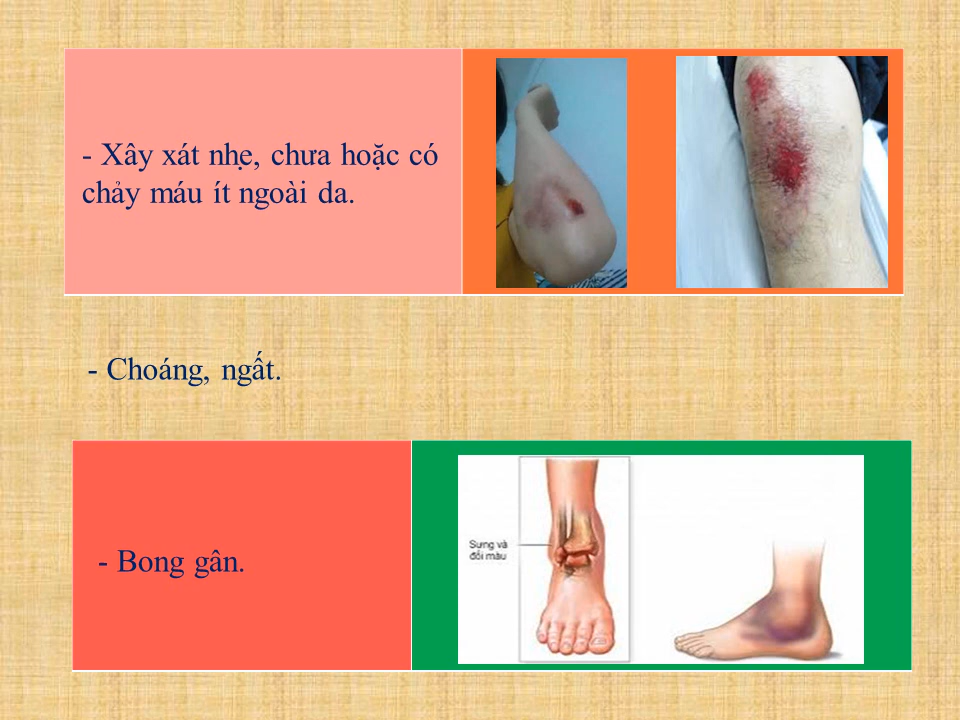 - Xây xát nhẹ, chưa hoặc có
chảy máu ít ngoài da.
- Choáng, ngất.
- Bong gân.
Sưng và
đổi màu